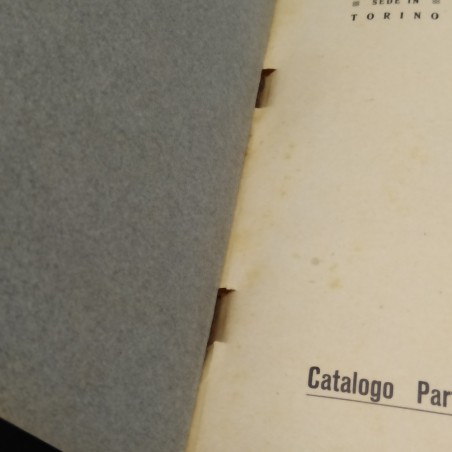 SEDE IN
TORINO
Catalogo Par